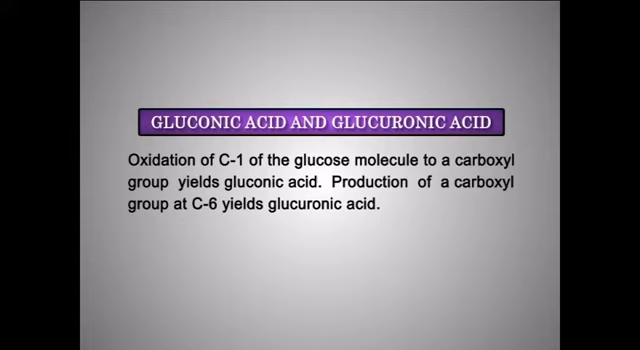 GLUCONIC ACID AND GLUCURONIC ACID
Oxidation of C-1 of the glucose molecule to a carboxyl
group yields gluconic acid. Production of a carboxyl
group at C-6 yields glucuronic acid.